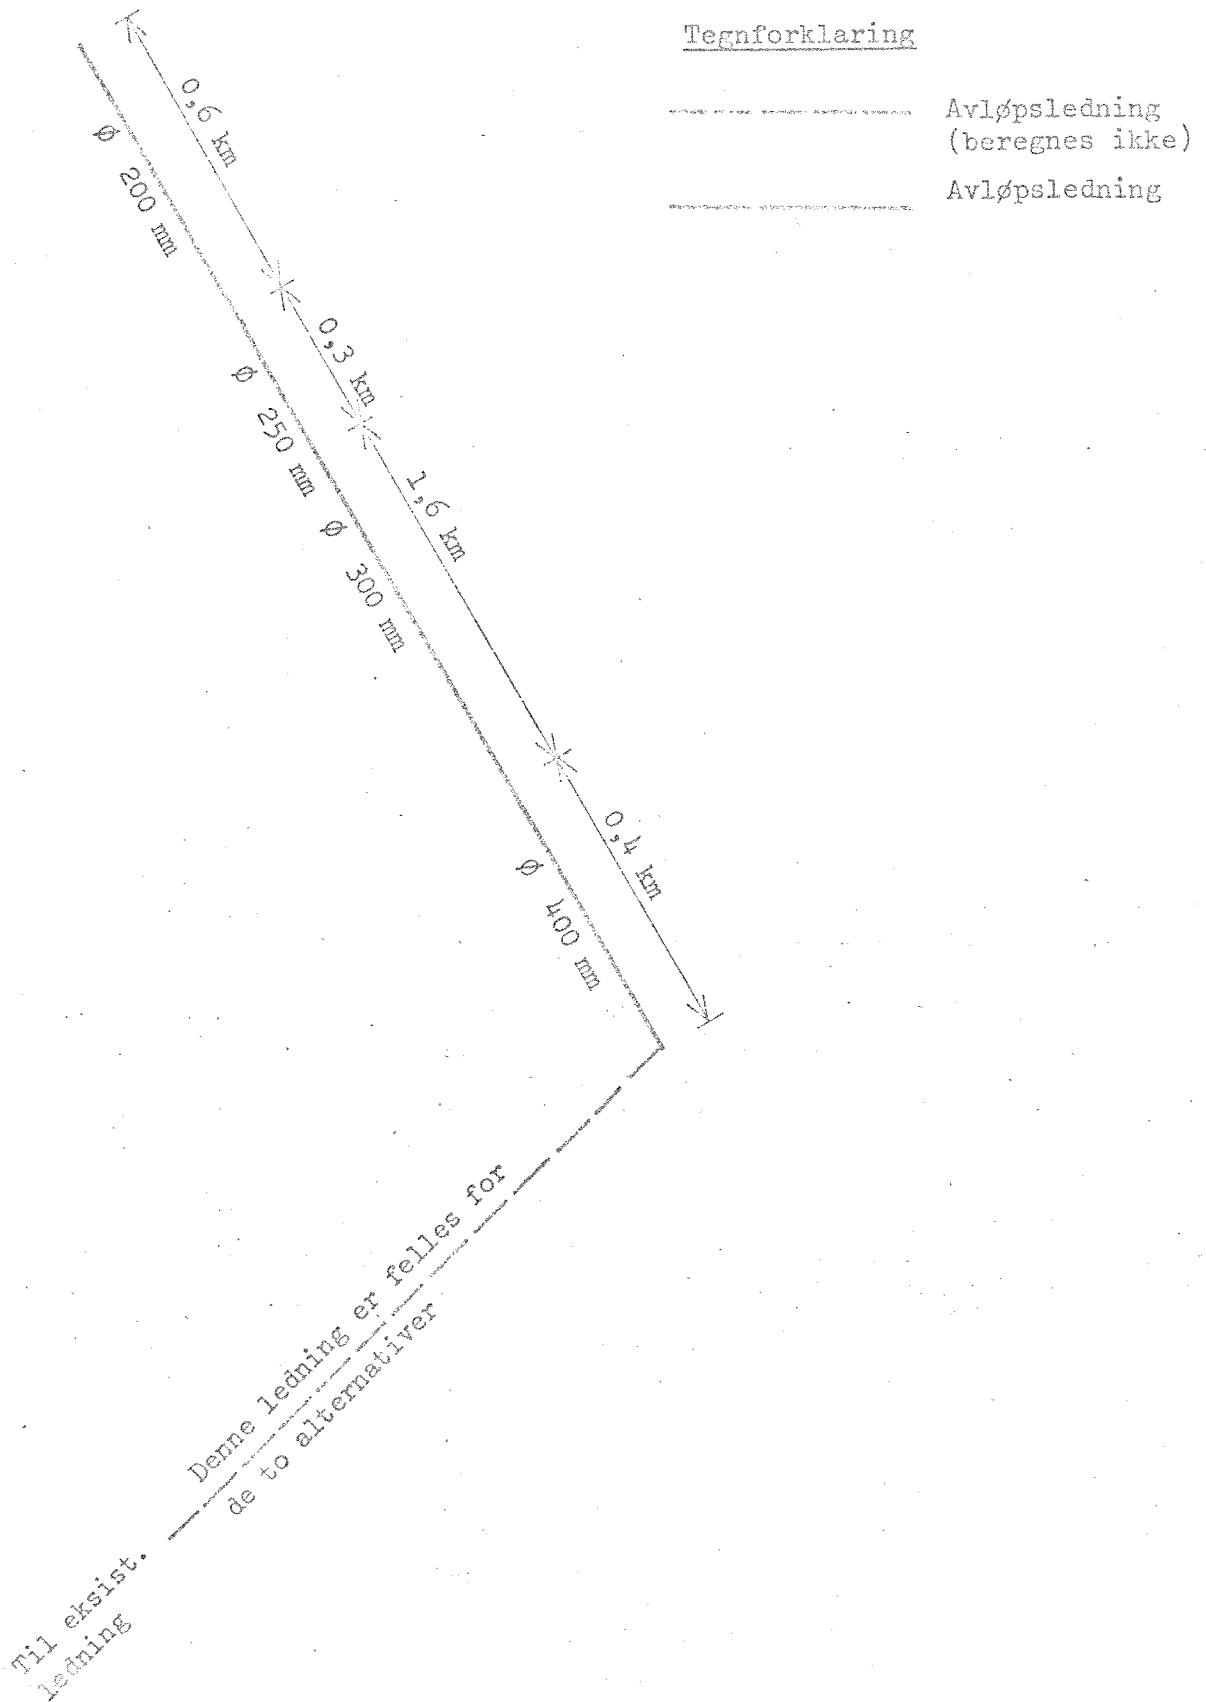 Tegnforklaring
Avløpsledning
(beregnes ikke)
Avløpsledning
0,6 km
Ø 200 mm
0,3 km
Ø 250 mm
1,6 km
Ø 300 mm
0,4 km
Ø 400 mm
Denne ledning er felles for
de to alternativer
Til eksist.
ledning